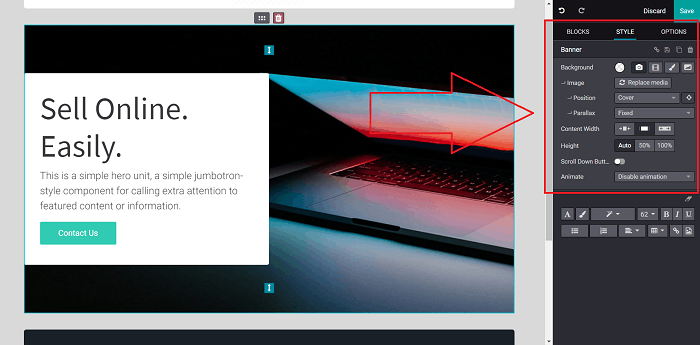 Discard Save
BLOCKS STYLE OPTIONS
Banner
Background
Image Replace media
Position Cover
Parallax Fixed
Content Width
Height Auto 50% 100%
Scroll Down Butt...
Animate Disable animation
A 62 B I U
Sell Online.
Easily.
This is a simple hero unit, a simple jumbotron-
style component for calling extra attention to
featured content or information.
Contact Us